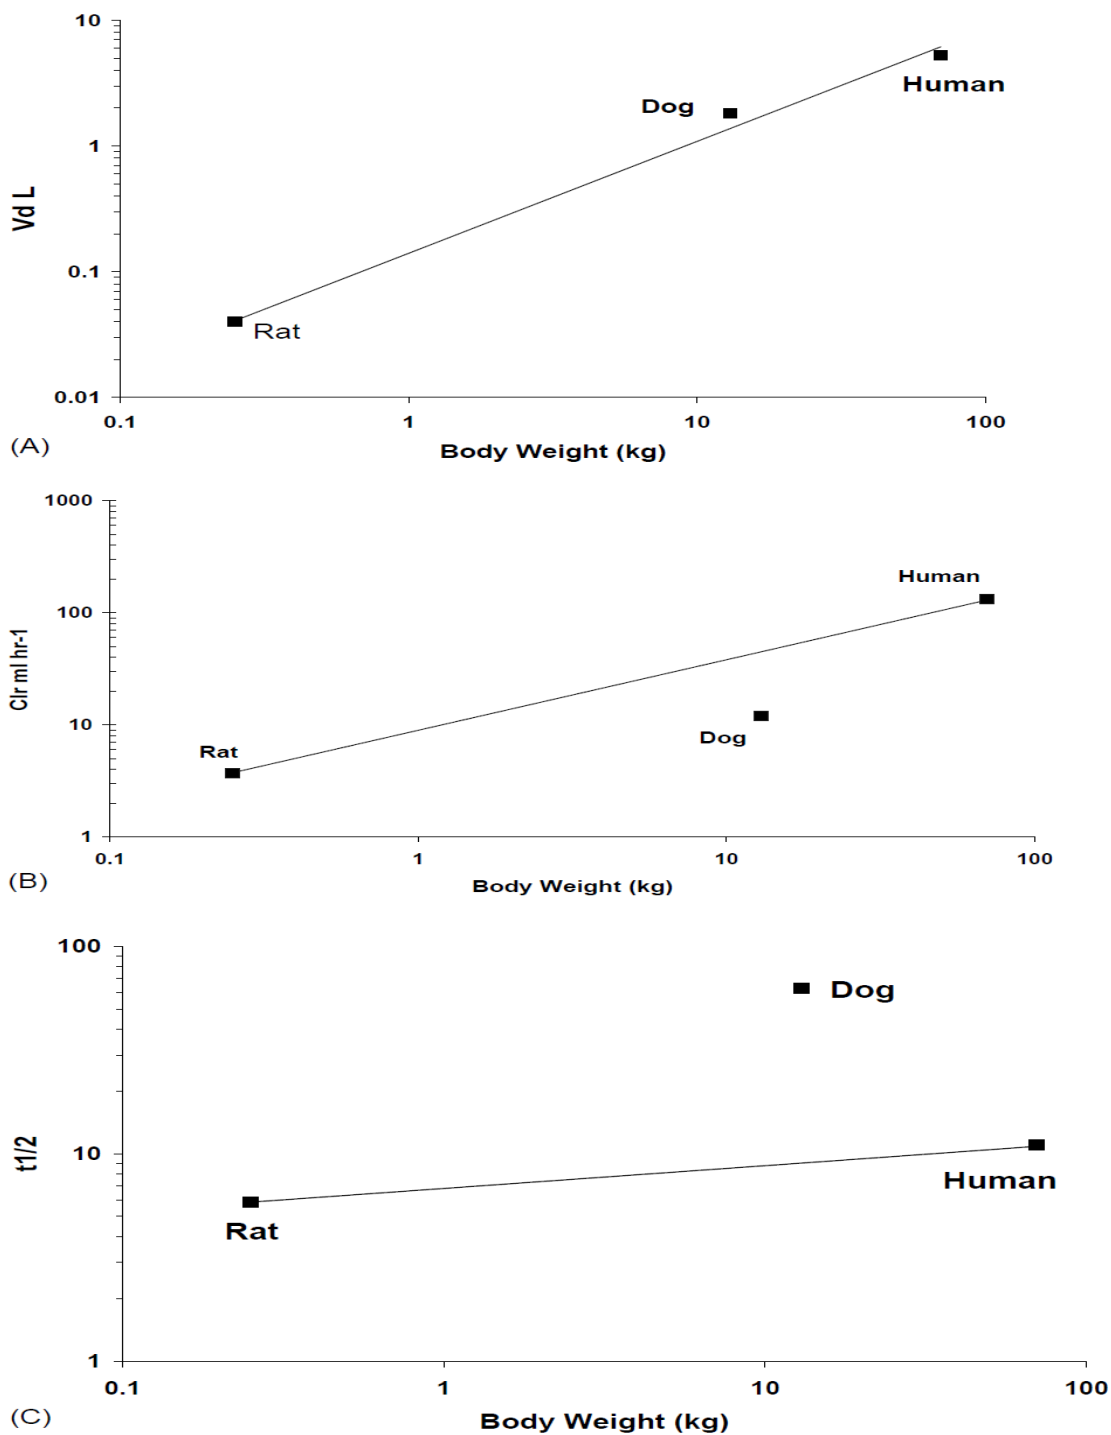 10
Dog
Human
1
Vd L
0.1
Rat
0.01
0.1 1 10 100
(A)
Body Weight (kg)
1000
Human
100
Clr ml hr-1
10
Rat
Dog
1
0.1 1 10 100
(B)
Body Weight (kg)
100
Dog
10
t1/2
Human
Rat
1
0.1 1 10 100
(C)
Body Weight (kg)